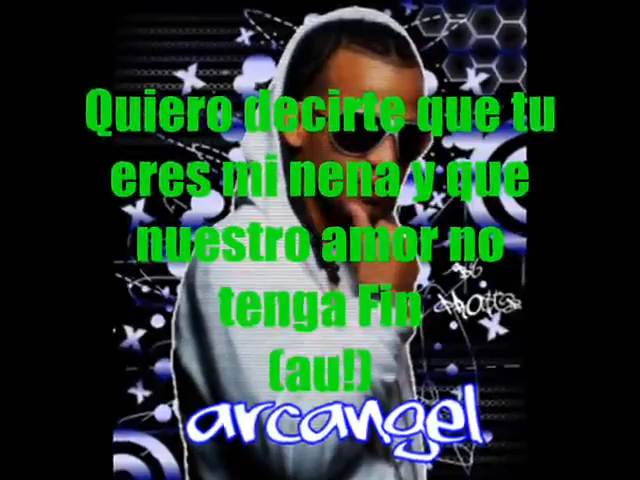 Quiero decirte que tu
eres mi nena y que
nuestro amor no
tenga Fin
(au!)
arcangel